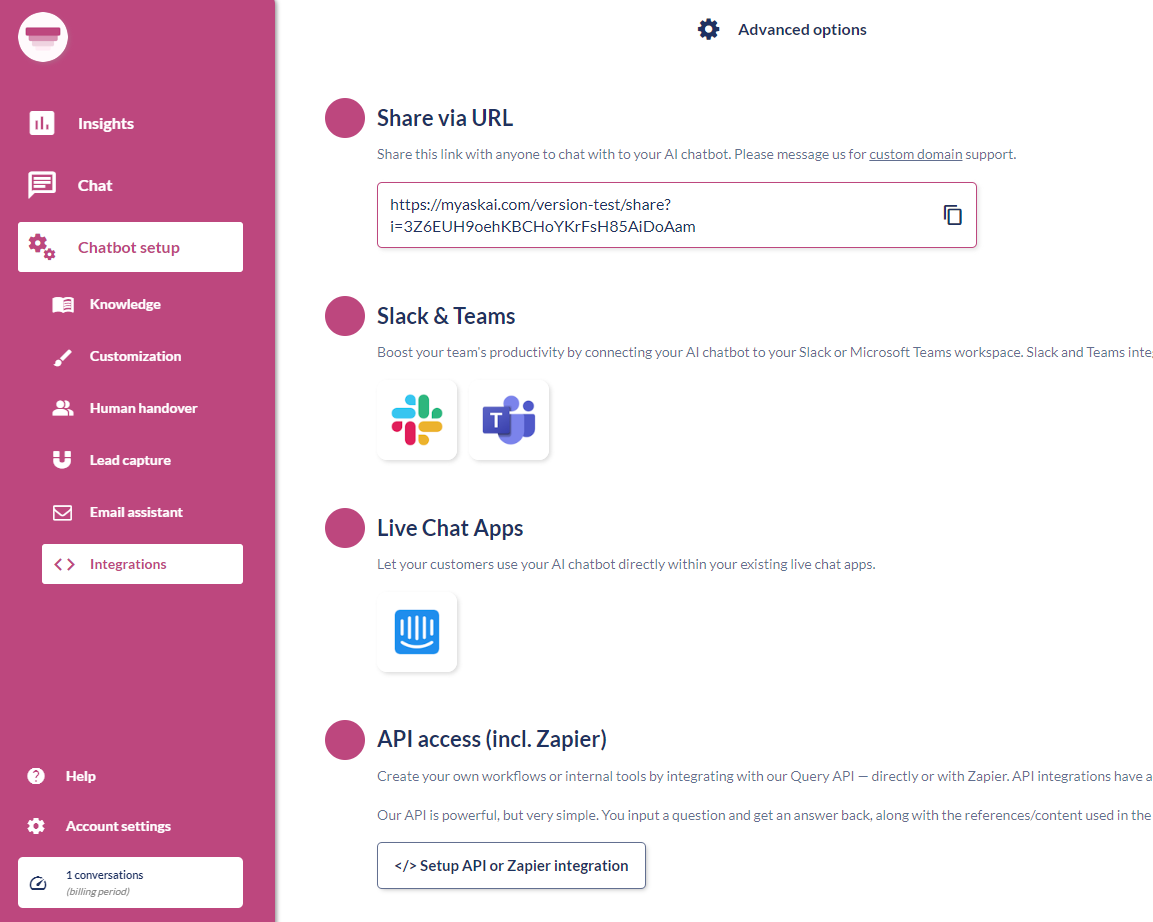 Insights
Chat
Chatbot setup
Knowledge
Customization
Human handover
Lead capture
Email assistant
Integrations
Help
Account settings
1 conversations
(billing period)
Advanced options
Share via URL
Share this link with anyone to chat with to your AI chatbot. Please message us for custom domain support.
https://myaskai.com/version-test/share?
i=3Z6EUH9oehKBCHoYKrFsH85AiDoAam
Slack & Teams
Boost your team's productivity by connecting your AI chatbot to your Slack or Microsoft Teams workspace. Slack and Teams inte
T
Live Chat Apps
Let your customers use your AI chatbot directly within your existing live chat apps.
API access (incl. Zapier)
Create your own workflows or internal tools by integrating with our Query API — directly or with Zapier. API integrations have a
Our API is powerful, but very simple. You input a question and get an answer back, along with the references/content used in the
</> Setup API or Zapier integration